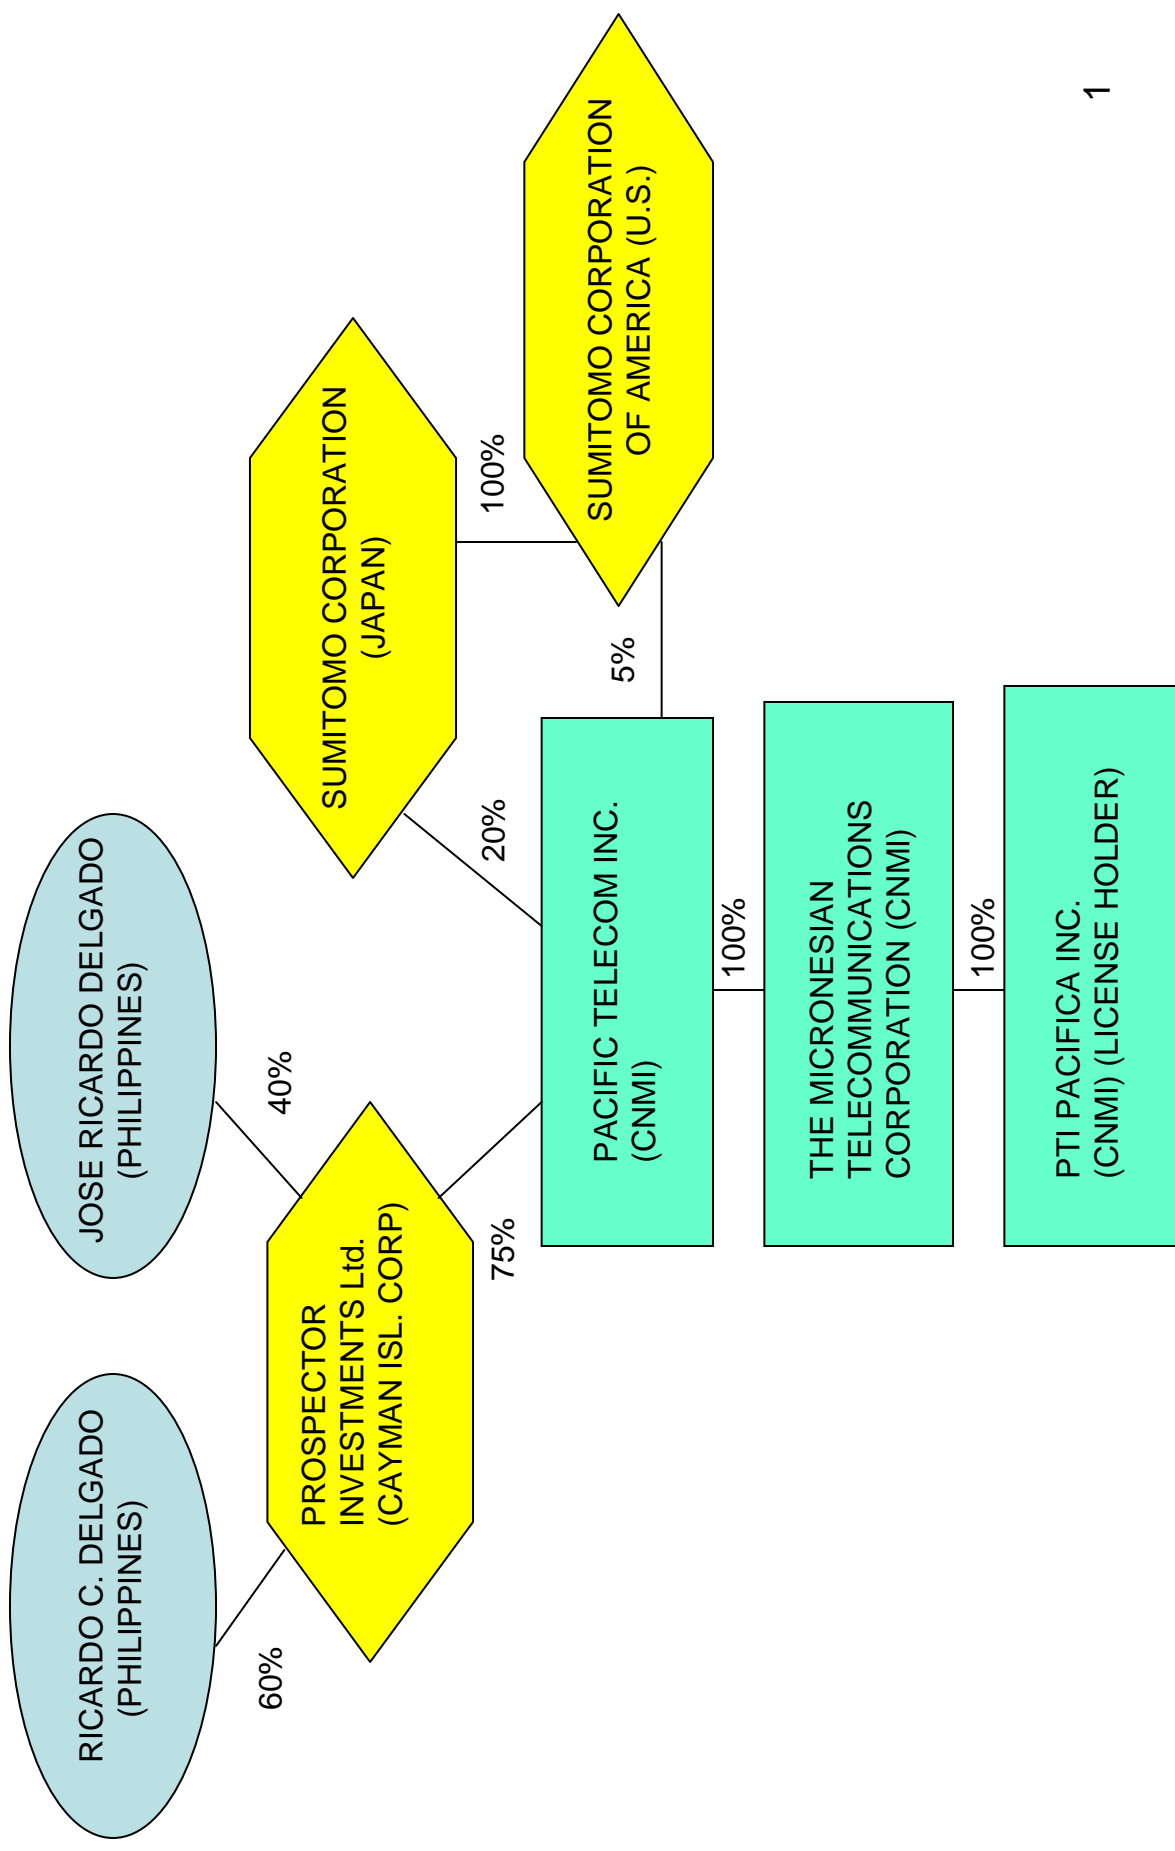 RICARDO C. DELGADO
(PHILIPPINES)
JOSE RICARDO DELGADO
(PHILIPPINES)
60%
40%
PROSPECTOR
INVESTMENTS Ltd.
(CAYMAN ISL. CORP)
SUMITOMO CORPORATION
(JAPAN)
75%
20%
100%
PACIFIC TELECOM INC.
(CNMI)
5%
SUMITOMO CORPORATION
OF AMERICA (U.S.)
100%
THE MICRONESIAN
TELECOMMUNICATIONS
CORPORATION (CNMI)
100%
PTI PACIFICA INC.
(CNMI) (LICENSE HOLDER)
1